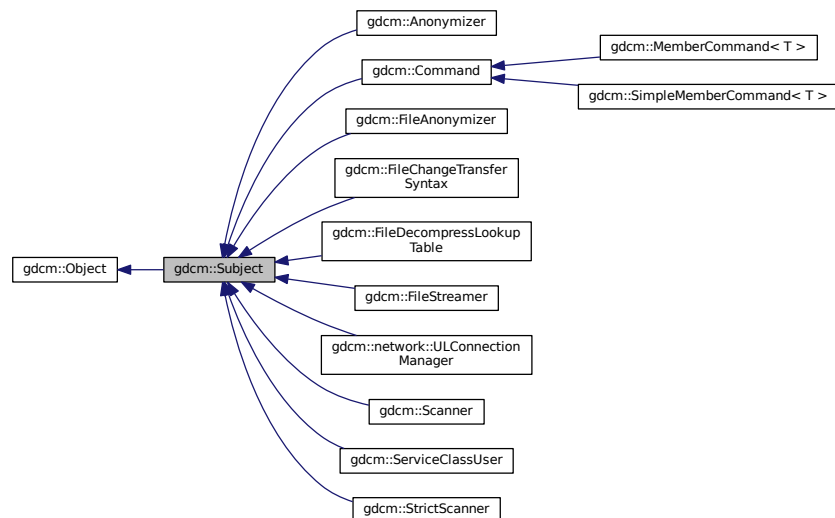 gdcm::Anonymizer
gdcm::MemberCommand< T >
gdcm::Command
gdcm::SimpleMemberCommand< T >
gdcm::FileAnonymizer
gdcm::FileChangeTransfer
Syntax
gdcm::FileDecompressLookup
Table
gdcm::Object
gdcm::Subject
gdcm::FileStreamer
gdcm::network::ULConnection
Manager
gdcm::Scanner
gdcm::ServiceClassUser
gdcm::StrictScanner